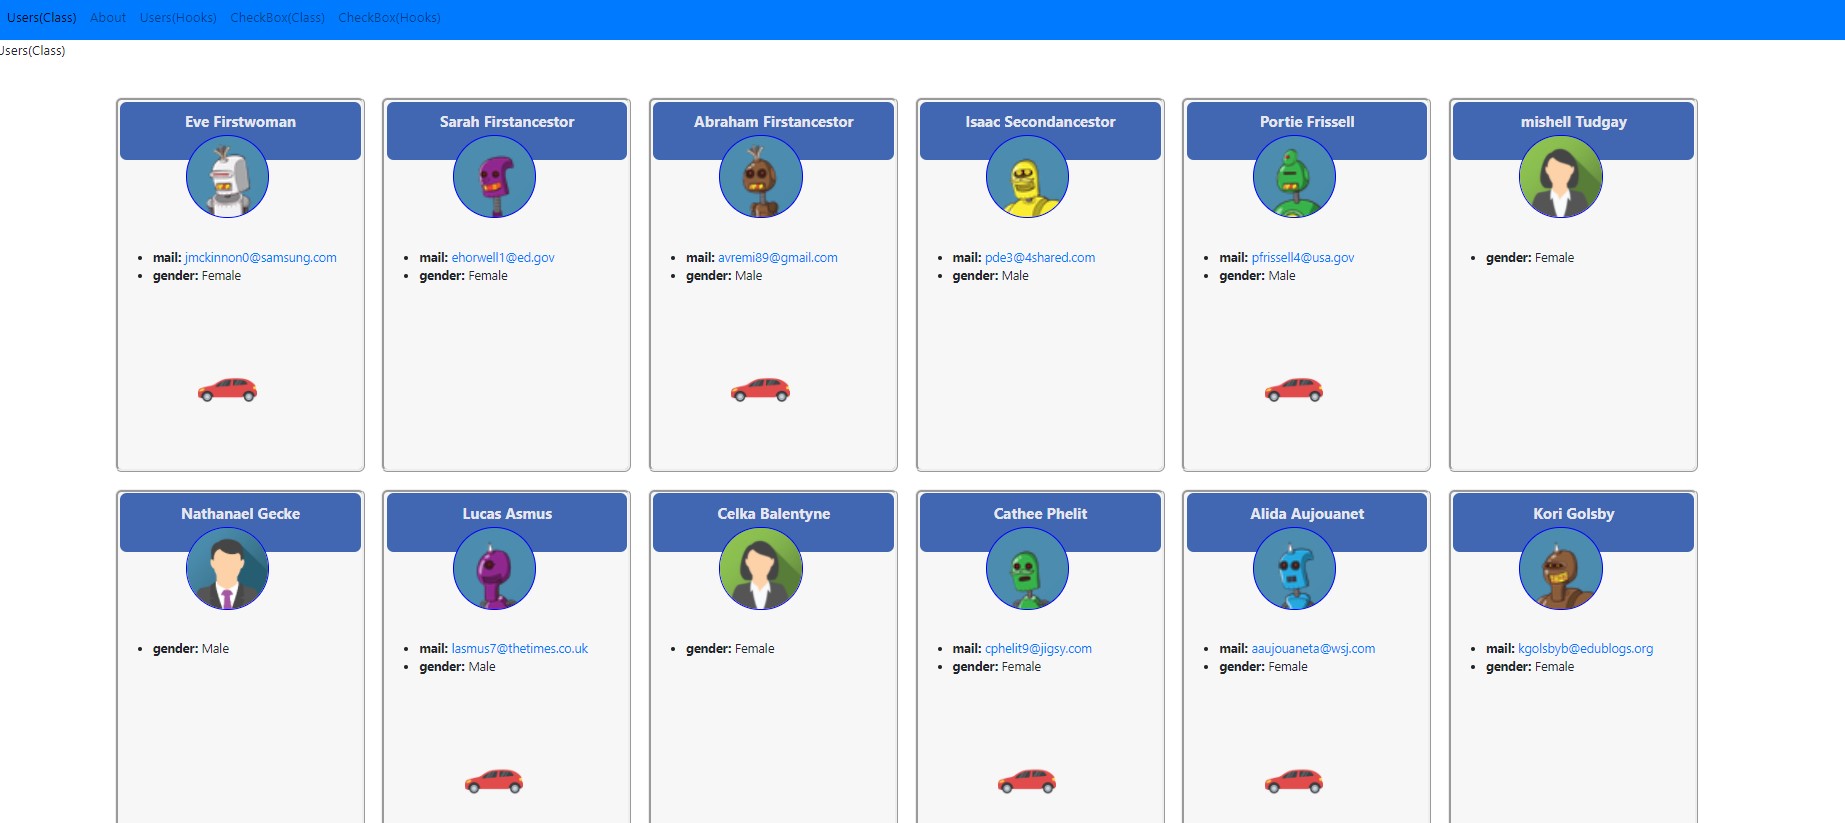 Users(Class) About Users(Hooks) CheckBox(Class) CheckBox(Hooks)
Users(Class)
Eve Firstwoman
mail: jmckinnon0@samsung.com
gender: Female
Sarah Firstancestor
mail: ehorwell1@ed.gov
gender: Female
Abraham Firstancestor
mail: avremi89@gmail.com
gender: Male
Isaac Secondancestor
mail: pde3@4shared.com
gender: Male
Portie Frissell
mail: pfrissell4@usa.gov
gender: Male
mishell Tudgay
gender: Female
Nathanael Gecke
gender: Male
Lucas Asmus
mail: lasmus7@thetimes.co.uk
gender: Male
Celka Balentyne
gender: Female
Cathee Phelit
mail: cphelit9@jigsy.com
gender: Female
Alida Aujouanet
mail: aaujouaneta@wsj.com
gender: Female
Kori Golsby
mail: kgolsbyb@edublogs.org
gender: Female